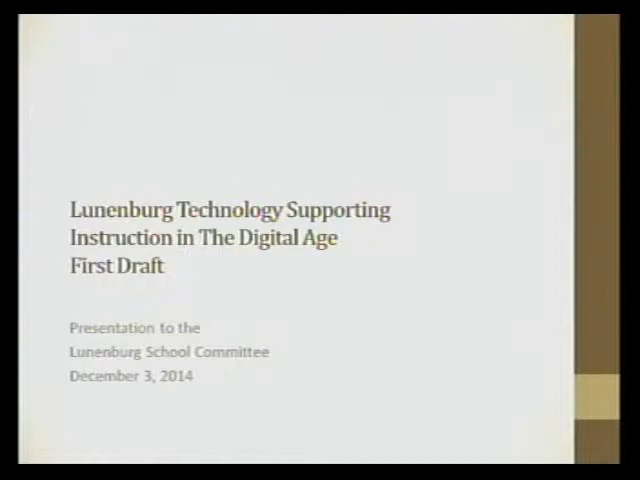 Lunenburg Technology Supporting
Instruction in The Digital Age
First Draft
Presentation to the
Lunenburg School Committee
December 3, 2014